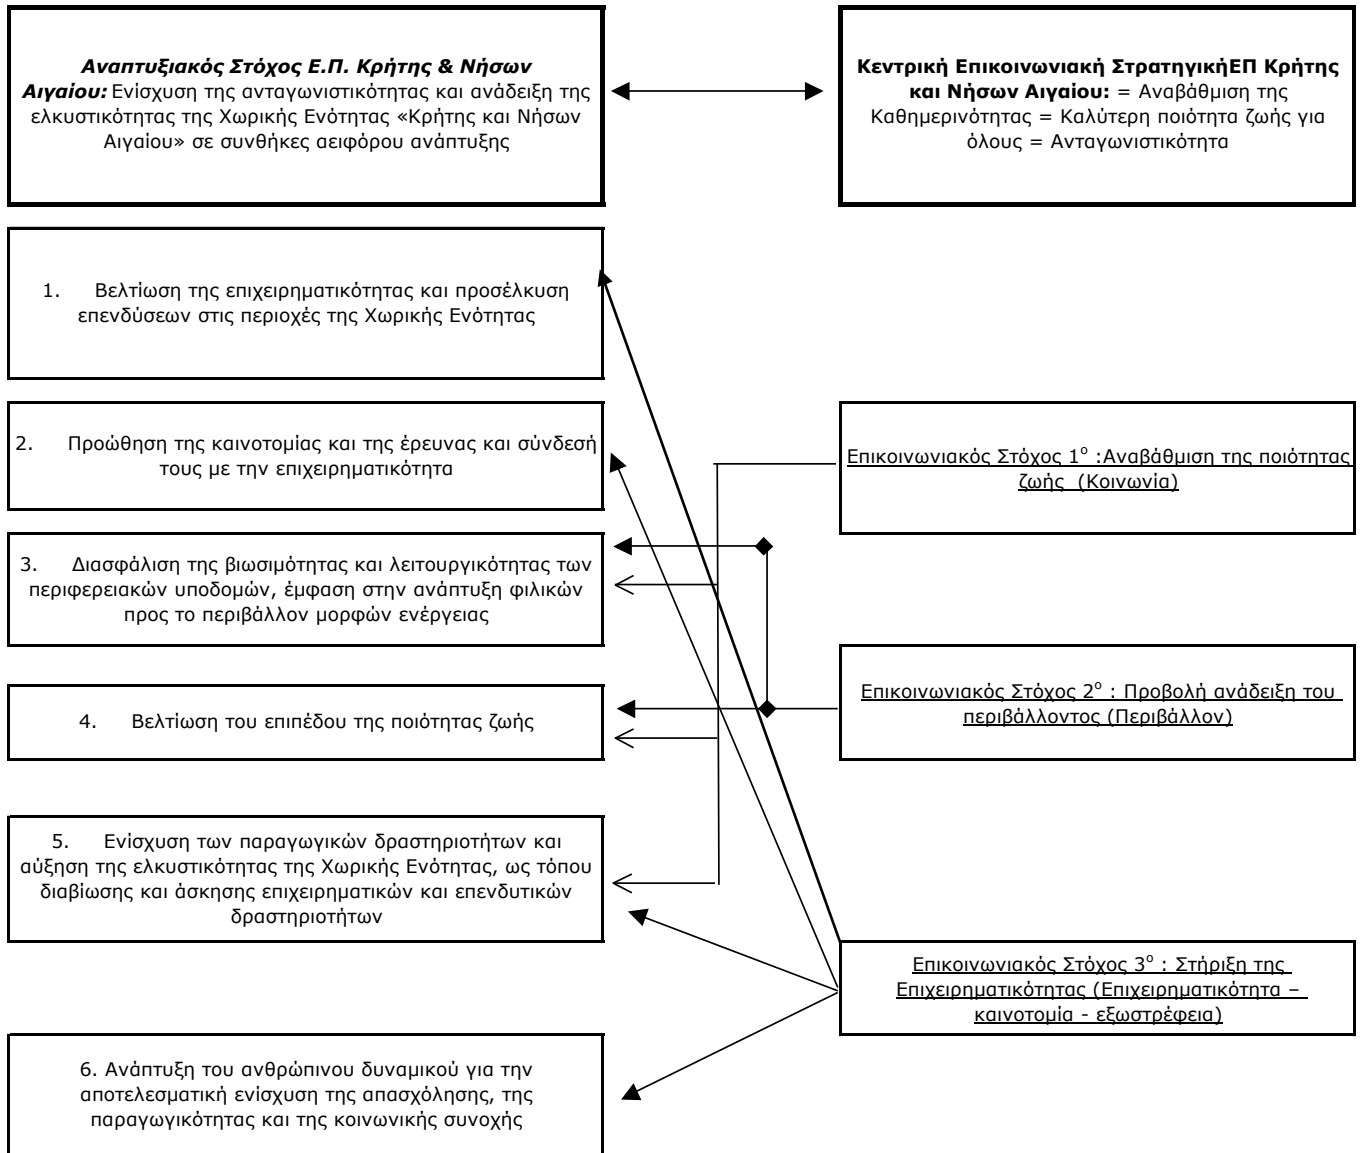 Αναπτυξιακός Στόχος Ε.Π. Κρήτης & Νήσων
Αιγαίου: Ενίσχυση της ανταγωνιστικότητας και ανάδειξη της
ελκυστικότητας της Χωρικής Ενότητας «Κρήτης και Νήσων
Αιγαίου» σε συνθήκες αειφόρου ανάπτυξης
Κεντρική Επικοινωνιακή ΣτρατηγικήΕΠ Κρήτης
και Νήσων Αιγαίου: = Αναβάθμιση της
Καθημερινότητας = Καλύτερη ποιότητα ζωής για
όλους = Ανταγωνιστικότητα
1. Βελτίωση της επιχειρηματικότητας και προσέλκυση
επενδύσεων στις περιοχές της Χωρικής Ενότητας
2. Προώθηση της καινοτομίας και της έρευνας και σύνδεσή
τους με την επιχειρηματικότητα
Επικοινωνιακός Στόχος 1ο :Αναβάθμιση της ποιότητας
ζωής (Κοινωνία)
3. Διασφάλιση της βιωσιμότητας και λειτουργικότητας των
περιφερειακών υποδομών, έμφαση στην ανάπτυξη φιλικών
προς το περιβάλλον μορφών ενέργειας
4. Βελτίωση του επιπέδου της ποιότητας ζωής
Επικοινωνιακός Στόχος 2ο : Προβολή ανάδειξη του
περιβάλλοντος (Περιβάλλον)
5. Ενίσχυση των παραγωγικών δραστηριοτήτων και
αύξηση της ελκυστικότητας της Χωρικής Ενότητας, ως τόπου
διαβίωσης και άσκησης επιχειρηματικών και επενδυτικών
δραστηριοτήτων
Επικοινωνιακός Στόχος 3ο : Στήριξη της
Επιχειρηματικότητας (Επιχειρηματικότητα –
καινοτομία - εξωστρέφεια)
6. Ανάπτυξη του ανθρώπινου δυναμικού για την
αποτελεσματική ενίσχυση της απασχόλησης, της
παραγωγικότητας και της κοινωνικής συνοχής